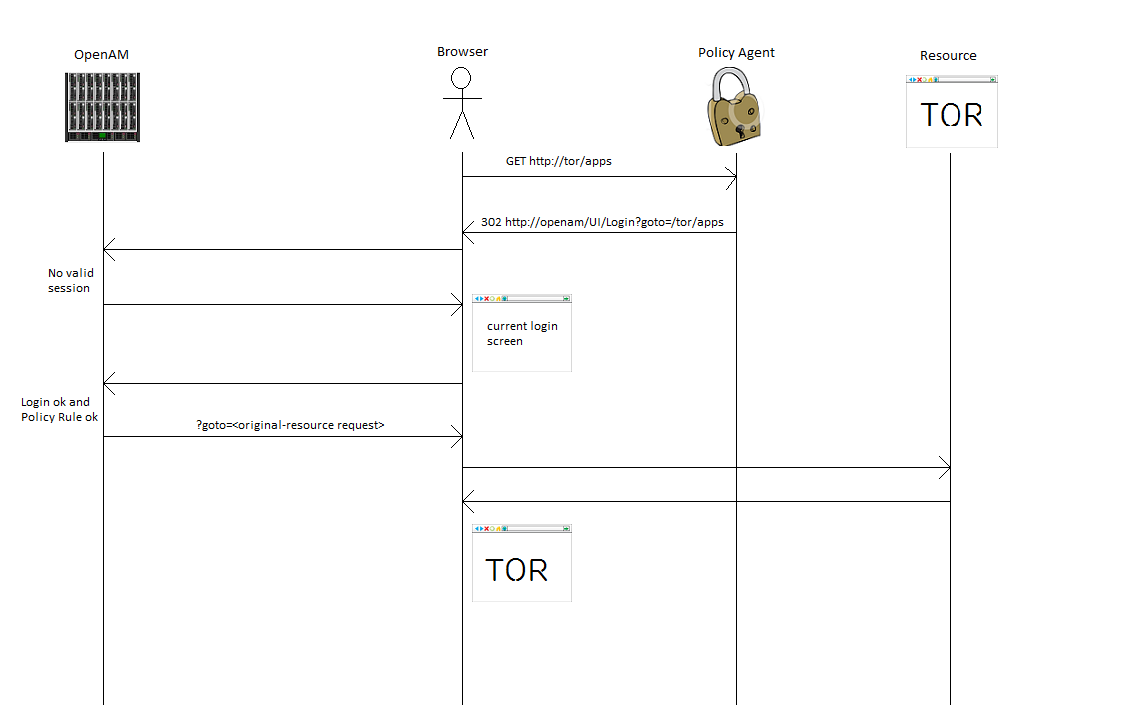 OpenAM
Browser
Policy Agent
Resource
TOR
GET http://tor/apps
302 http://openam/UI/Login?goto=/tor/apps
No valid
session
current login
screen
Login ok and
Policy Rule ok
?goto=<original-resource request>
TOR